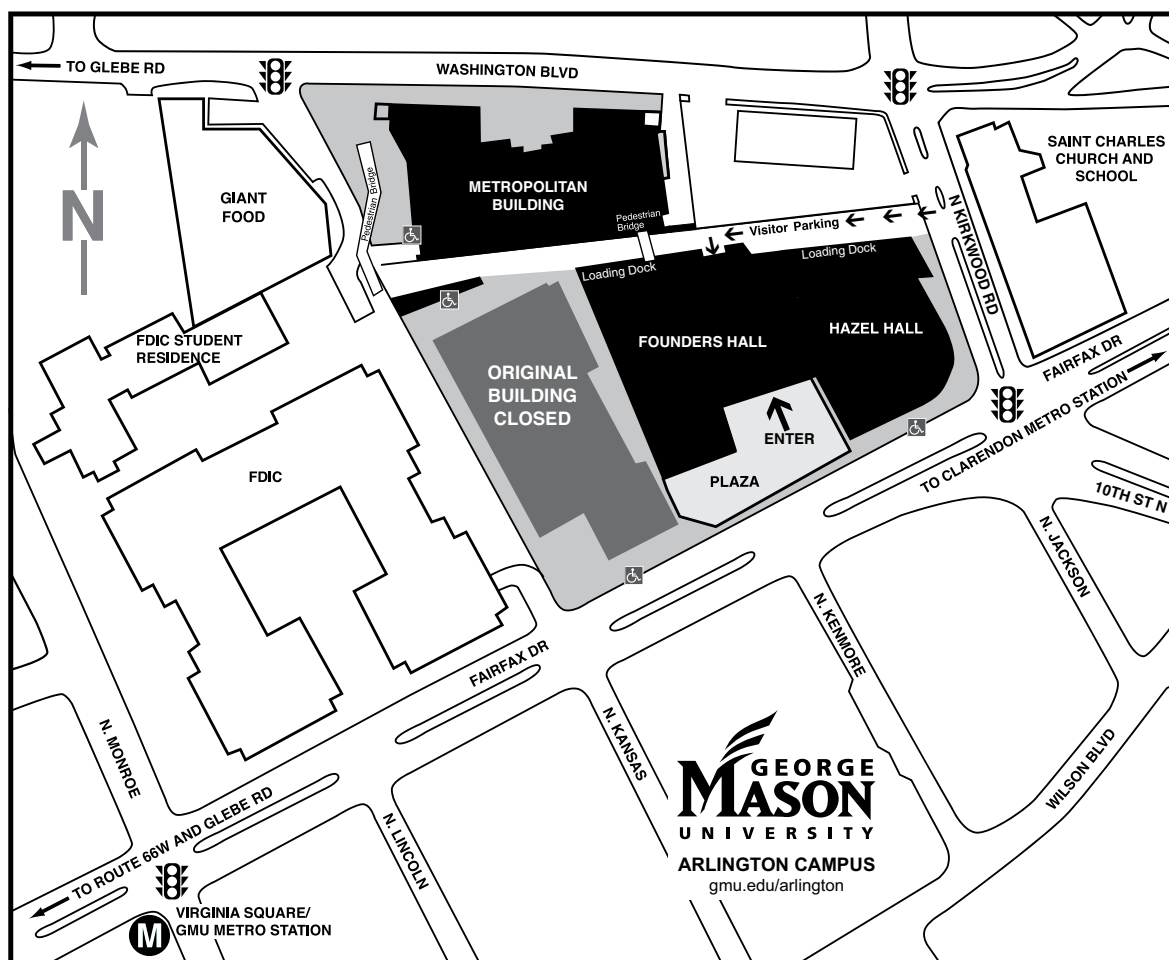 TO GLEBE RD
WASHINGTON BLVD
N
GIANT
FOOD
Pedestrian Bridge
METROPOLITAN
BUILDING
Pedestrian
Bridge
Visitor Parking
Loading Dock
Loading Dock
SAINT CHARLES
CHURCH AND
SCHOOL
N KIRKWOOD RD
FDIC STUDENT
RESIDENCE
FOUNDERS HALL
HAZEL HALL
ORIGINAL
BUILDING
CLOSED
FAIRFAX DR
TO CLARENDON METRO STATION
ENTER
PLAZA
FDIC
10TH ST N
N. JACKSON
N. KENMORE
FAIRFAX DR
N. MONROE
N. KANSAS
WILSON BLVD
N. LINCOLN
TO ROUTE 66W AND GLEBE RD
GEORGE
MASON
UNIVERSITY
ARLINGTON CAMPUS
gmu.edu/arlington
M
VIRGINIA SQUARE/
GMU METRO STATION